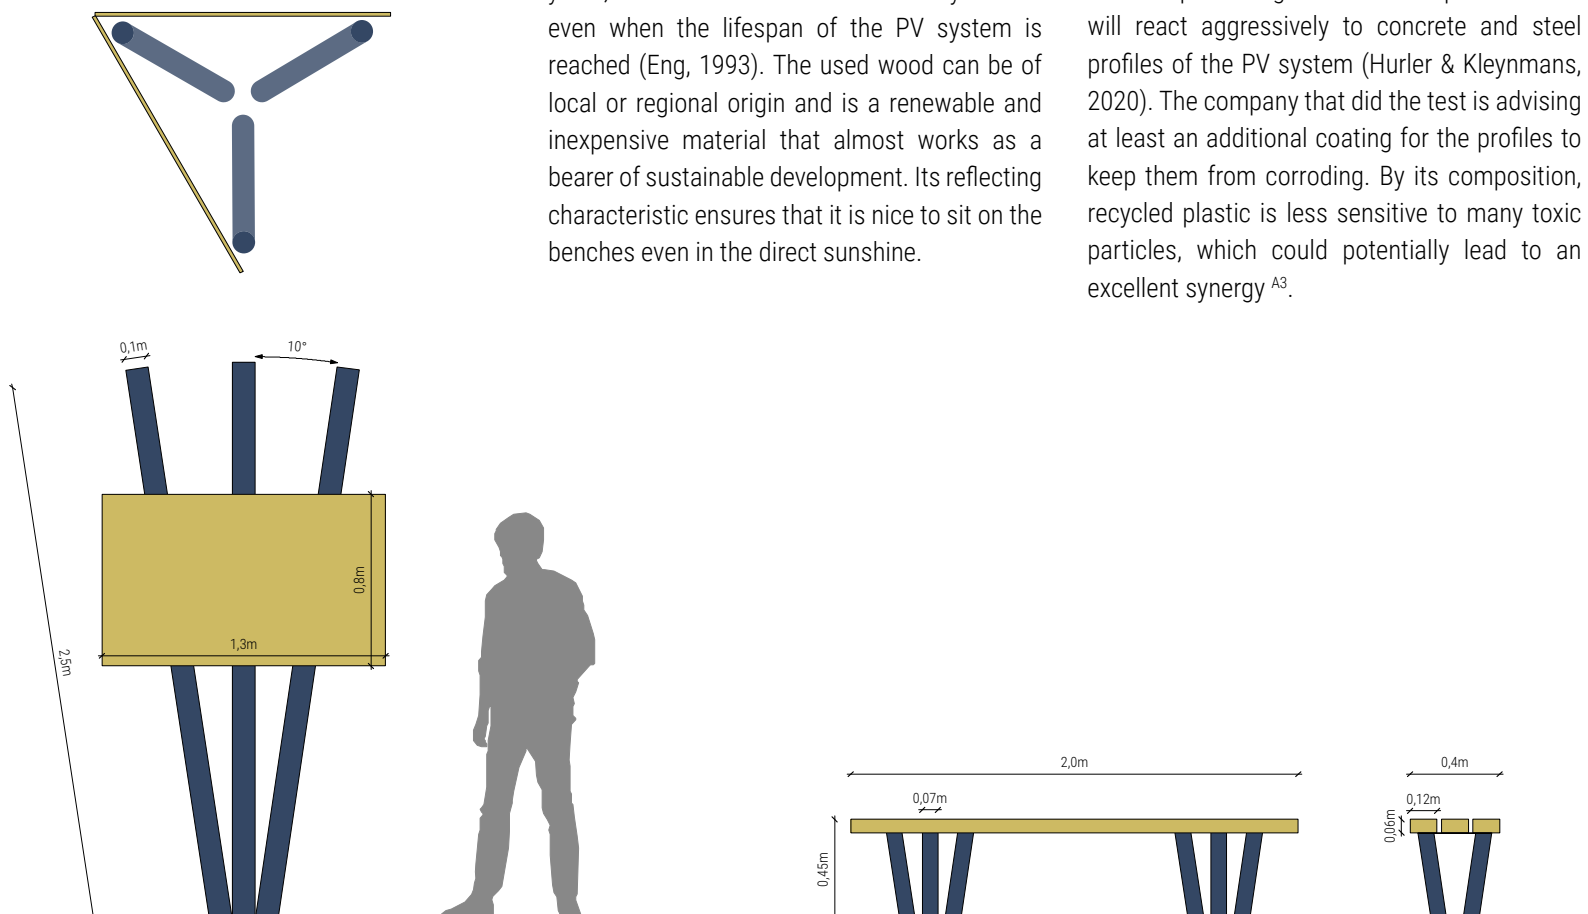 even when the lifespan of the PV system is
reached (Eng, 1993). The used wood can be of
local or regional origin and is a renewable and
inexpensive material that almost works as a
bearer of sustainable development. Its reflecting
characteristic ensures that it is nice to sit on the
benches even in the direct sunshine.
will react aggressively to concrete and steel
profiles of the PV system (Hurler & Kleynmans,
2020). The company that did the test is advising
at least an additional coating for the profiles to
keep them from corroding. By its composition,
recycled plastic is less sensitive to many toxic
particles, which could potentially lead to an
excellent synergy A3.
0,1m
10°
0,8m
1,3m
2,5m
2,0m
0,4m
0,07m
0,12m
0,06m
0,45m